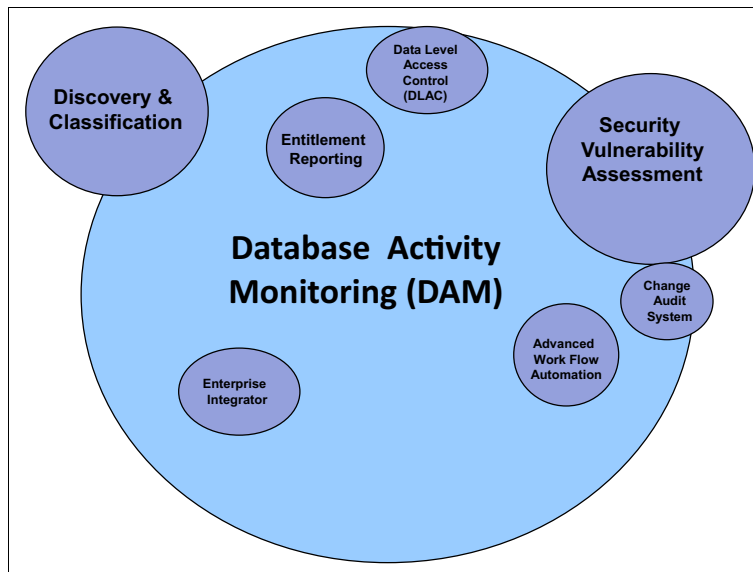 Data Level
Access
Control
(DLAC)
Discovery &
Classification
Entitlement
Reporting
Security
Vulnerability
Assessment
Database Activity
Monitoring (DAM)
Change
Audit
System
Advanced
Work Flow
Automation
Enterprise
Integrator